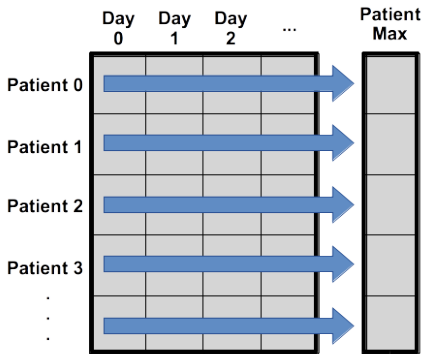 Day Day Day Patient
0 1 2 ... Max
Patient 0
Patient 1
Patient 2
Patient 3
.
.
.